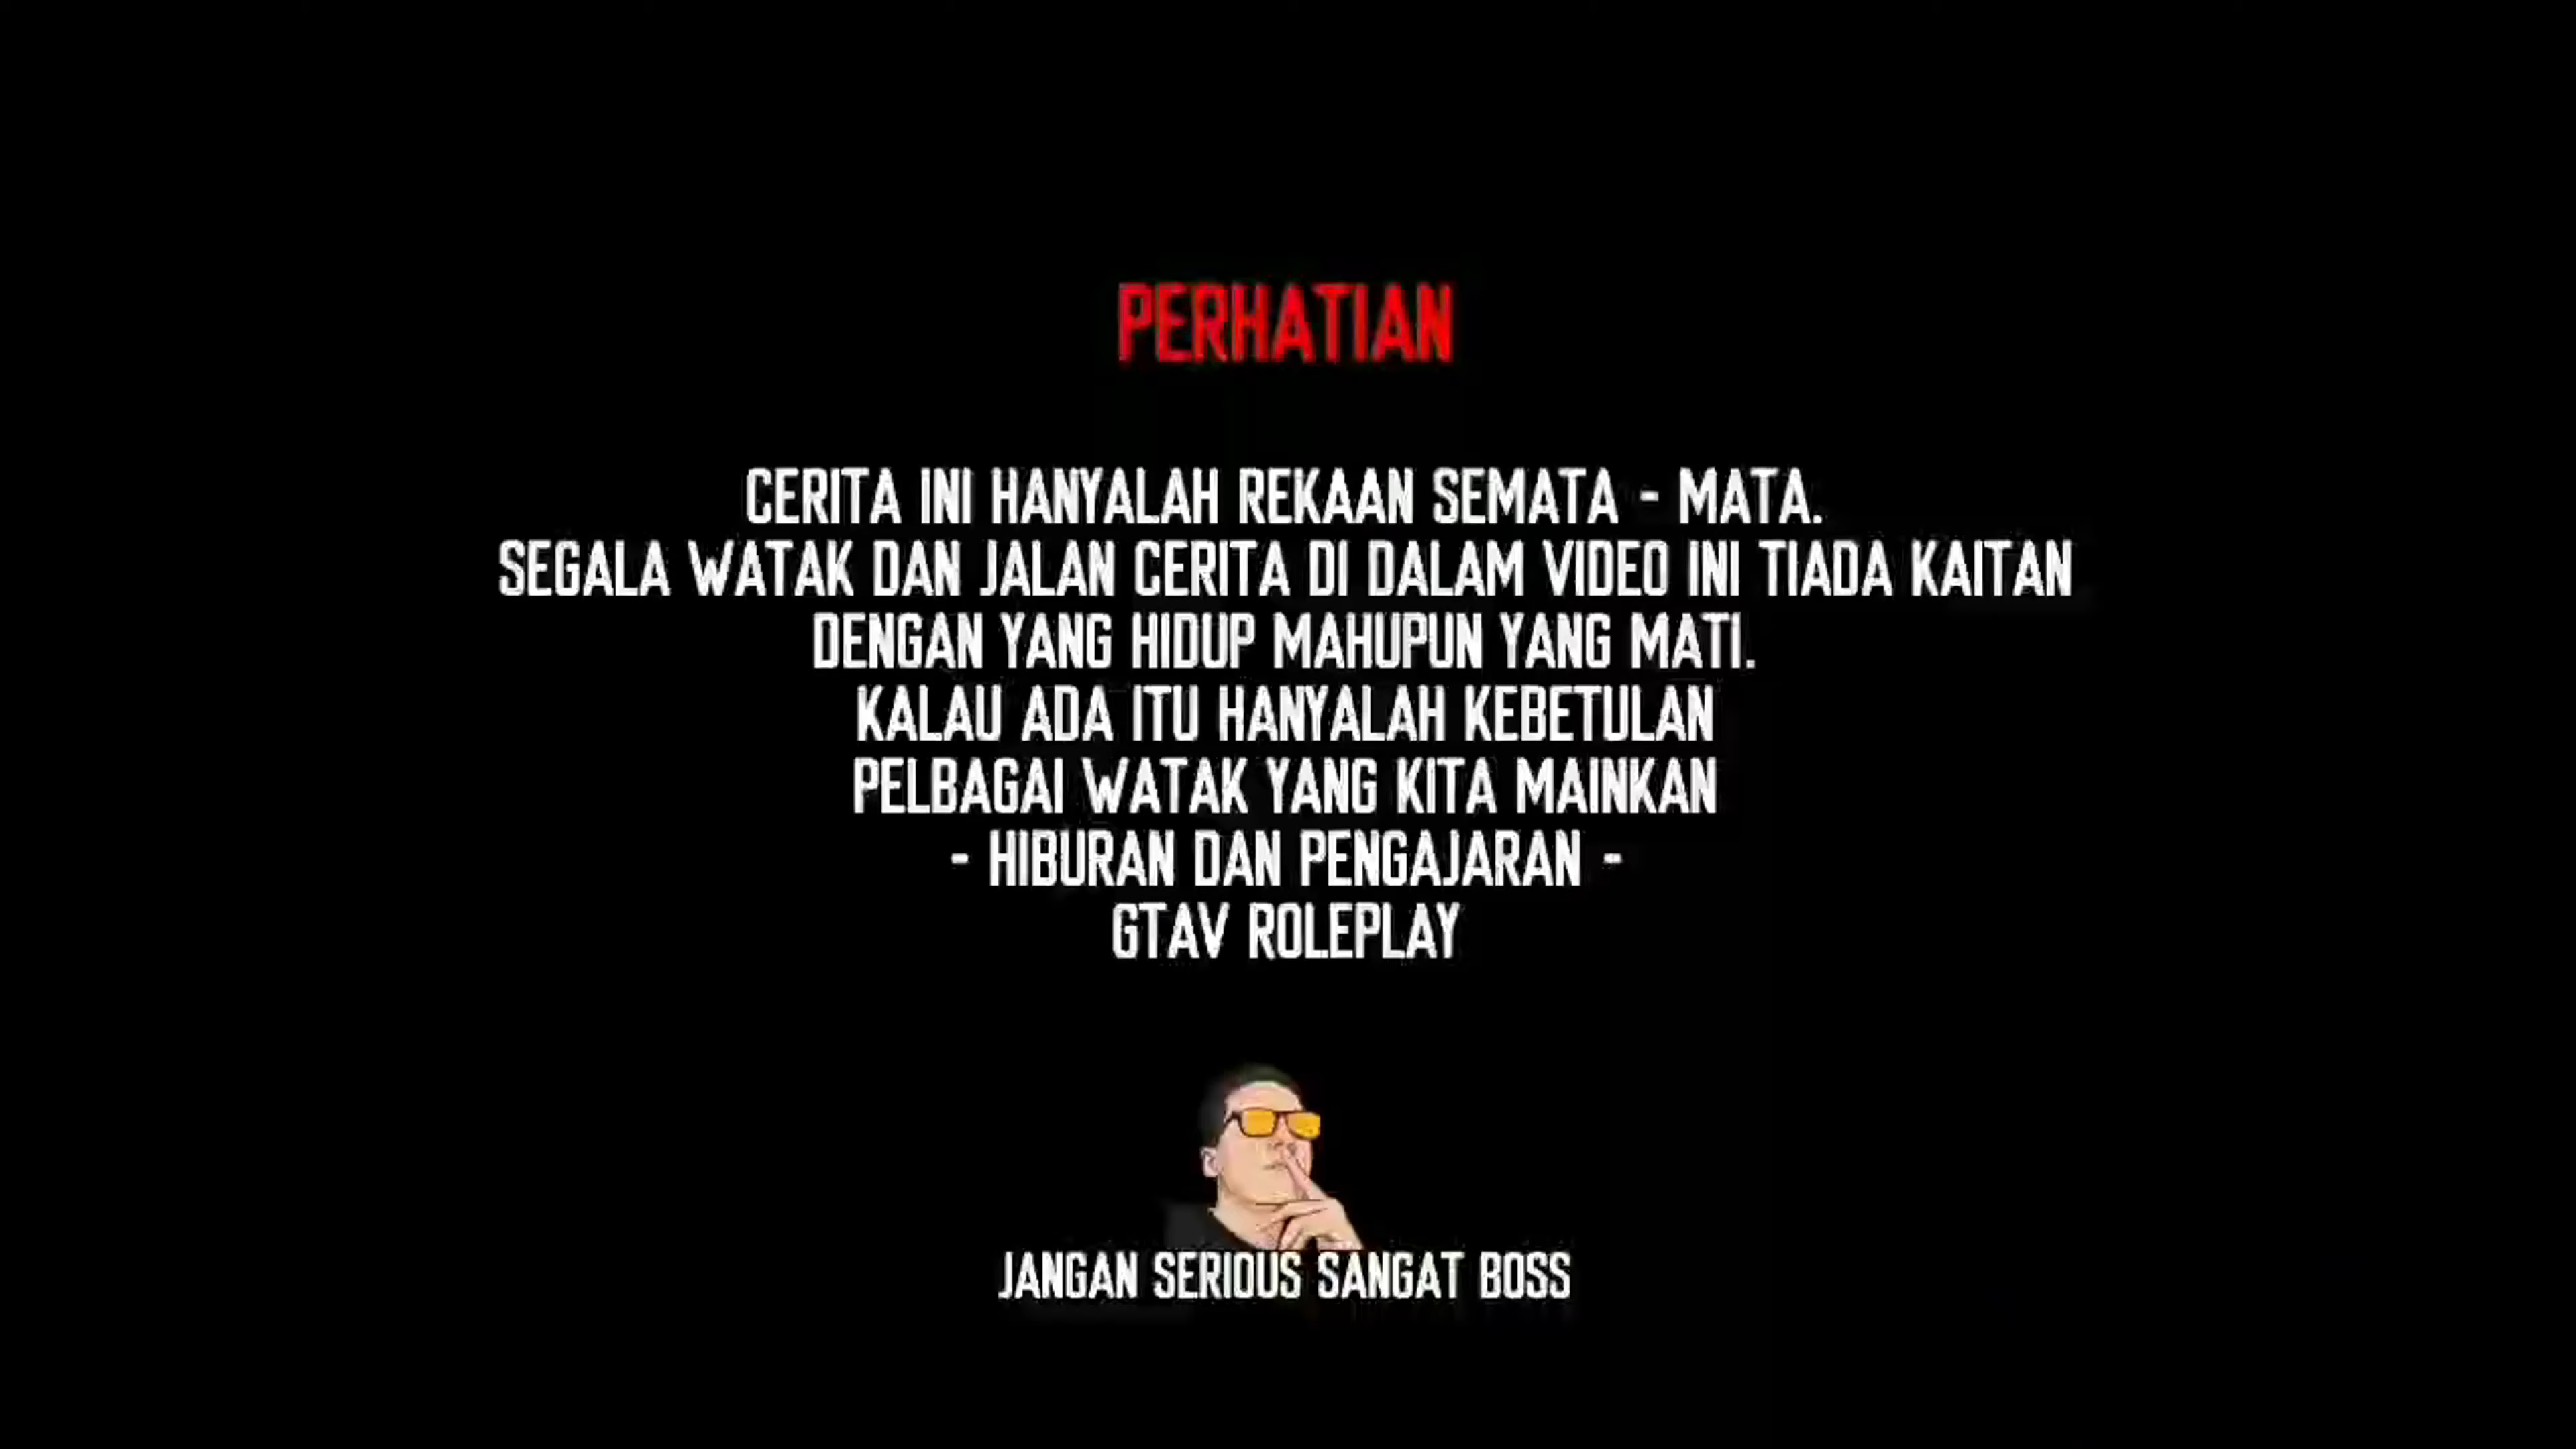 PERHATIAN
CERITA INI HANYALAH REKAAN SEMATA - MATA.
SEGALA WATAK DAN JALAN CERITA DI DALAM VIDEO INI TIADA KAITAN
DENGAN YANG HIDUP MAHUPUN YANG MATI.
KALAU ADA ITU HANYALAH KEBETULAN
PELBAGAI WATAK YANG KITA MAINKAN
- HIBURAN DAN PENGAJARAN -
GTAV ROLEPLAY
JANGAN SERIOUS SANGAT BOSS